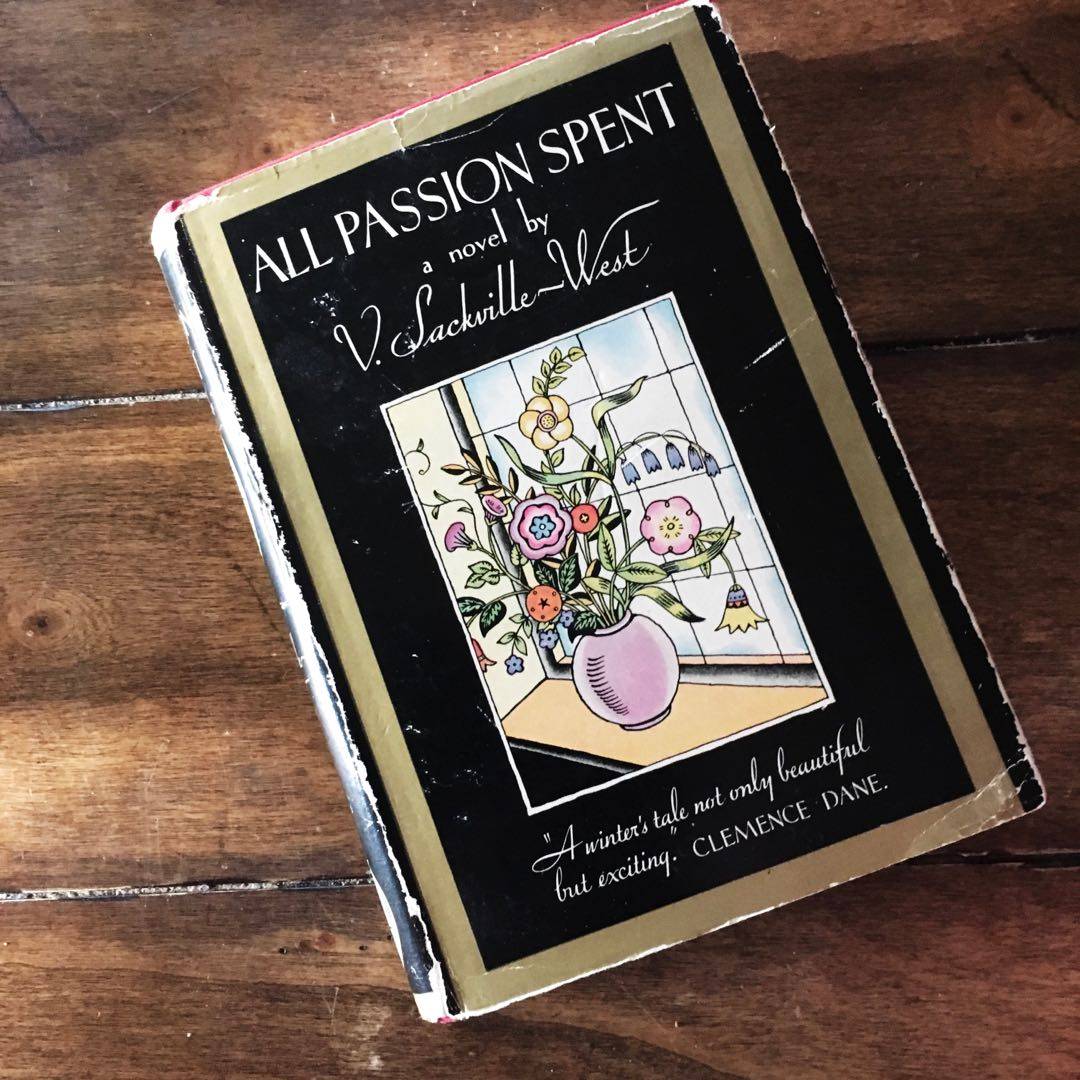 ALL PASSION SPENT
a novel by
V. Sackville-West
"A winter's tale not only beautiful
but exciting." CLEMENCE DANE.